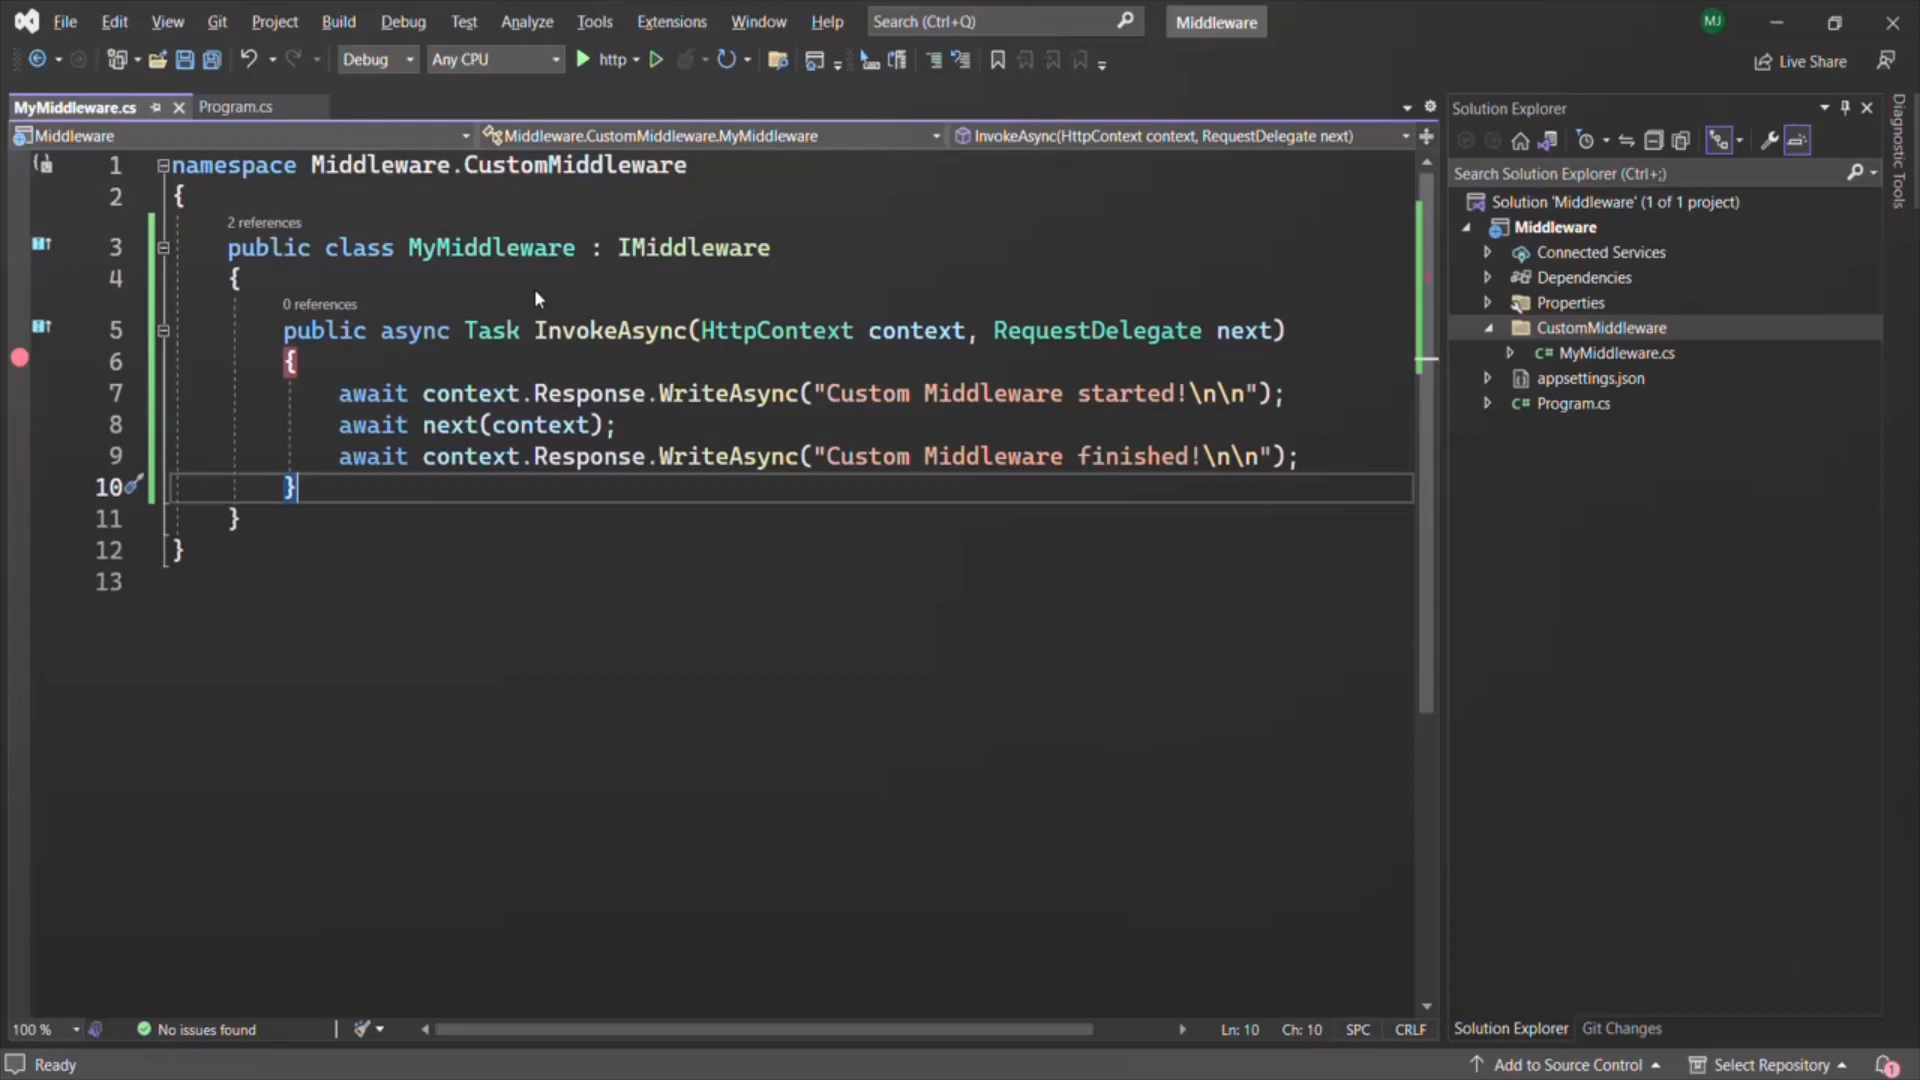 File Edit View Git Project Build Debug Test Analyze Tools Extensions Window Help Search (Ctrl+Q) Middleware MJ
Debug Any CPU http Live Share
MyMiddleware.cs Program.cs
Middleware Middleware.CustomMiddleware.MyMiddleware InvokeAsync(HttpContext context, RequestDelegate next)
1 namespace Middleware.CustomMiddleware
2 {
2 references
3 public class MyMiddleware : IMiddleware
4 {
0 references
5 public async Task InvokeAsync(HttpContext context, RequestDelegate next)
6 {
7 await context.Response.WriteAsync("Custom Middleware started!\n\n");
8 await next(context);
9 await context.Response.WriteAsync("Custom Middleware finished!\n\n");
10 }
11 }
12 }
13
100 % No issues found Ln: 10 Ch: 10 SPC CRLF
Solution Explorer
Search Solution Explorer (Ctrl+;)
Solution 'Middleware' (1 of 1 project)
Middleware
Connected Services
Dependencies
Properties
CustomMiddleware
C# MyMiddleware.cs
appsettings.json
C# Program.cs
Solution Explorer Git Changes
Diagnostic Tools
Ready Add to Source Control Select Repository 1